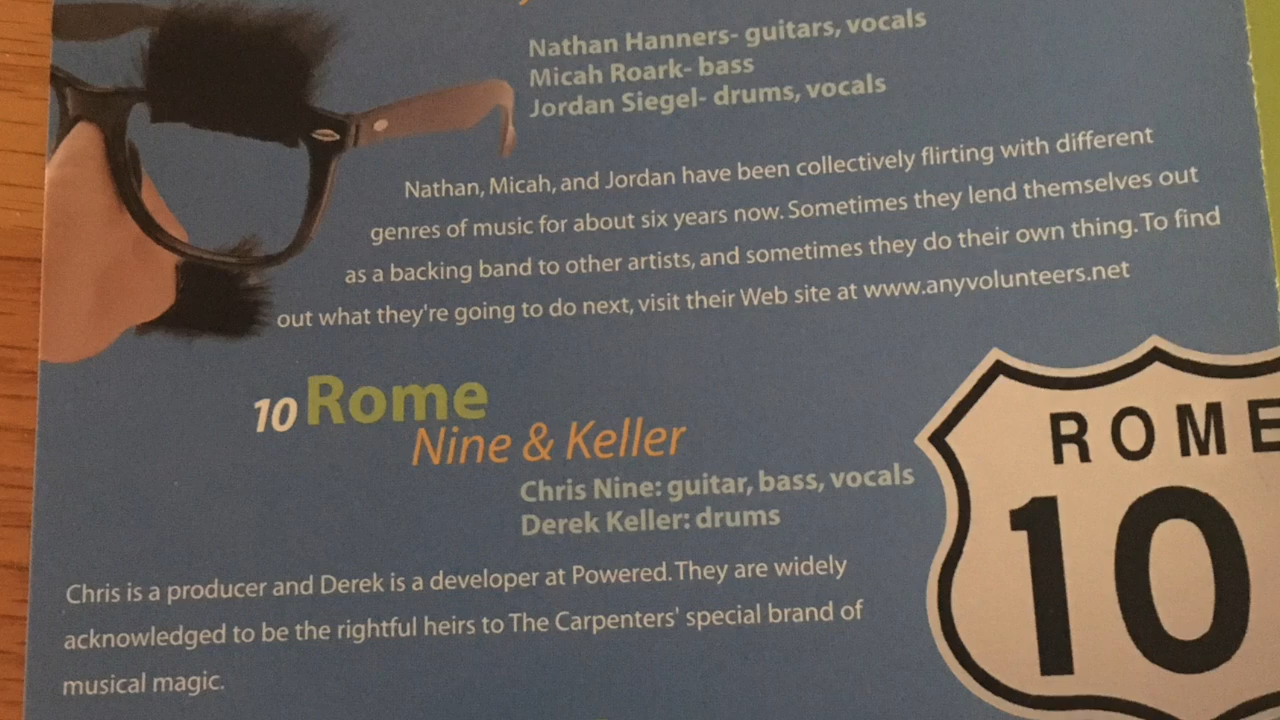 Nathan Hanners- guitars, vocals
Micah Roark- bass
Jordan Siegel- drums, vocals
Nathan, Micah, and Jordan have been collectively flirting with different
genres of music for about six years now. Sometimes they lend themselves out
as a backing band to other artists, and sometimes they do their own thing. To find
out what they're going to do next, visit their Web site at www.anyvolunteers.net
10 Rome
Nine & Keller
Chris Nine: guitar, bass, vocals
Derek Keller: drums
Chris is a producer and Derek is a developer at Powered. They are widely
acknowledged to be the rightful heirs to The Carpenters' special brand of
musical magic.
ROME
10